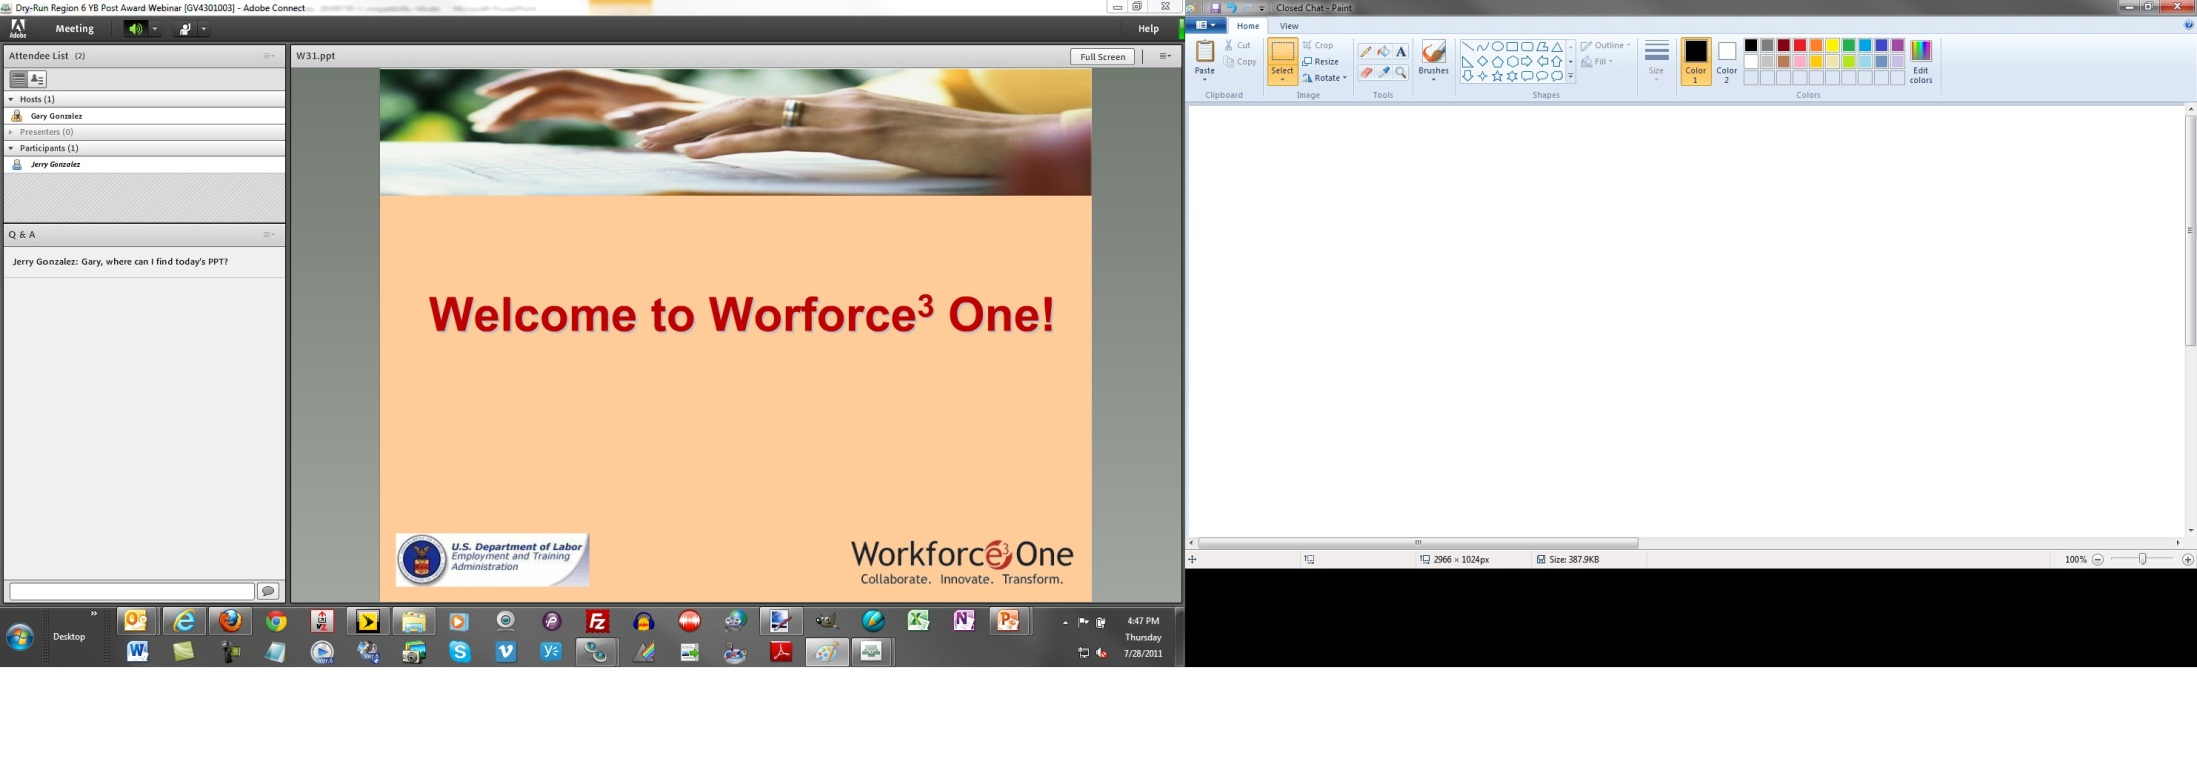 Dry-Run Region 6 YB Post Award Webinar [GV4301003] - Adobe Connect
Adobe
Meeting
Help
Attendee List (2)
Hosts (1)
Gary Gonzalez
Presenters (0)
Participants (1)
Jerry Gonzalez
Q & A
Jerry Gonzalez: Gary, where can I find today's PPT?
W31.ppt
Full Screen
Welcome to Worforce³ One!
U.S. Department of Labor
Employment and Training
Administration
Workforce³One
Collaborate. Innovate. Transform.
Desktop
4:47 PM
Thursday
7/28/2011
Closed Chat - Paint
Home
View
Paste
Cut
Copy
Clipboard
Select
Crop
Resize
Rotate
Image
Tools
Brushes
Outline
Fill
Shapes
Size
Color 1
Color 2
Edit colors
Colors
2966 × 1024px
Size: 387.9KB
100%